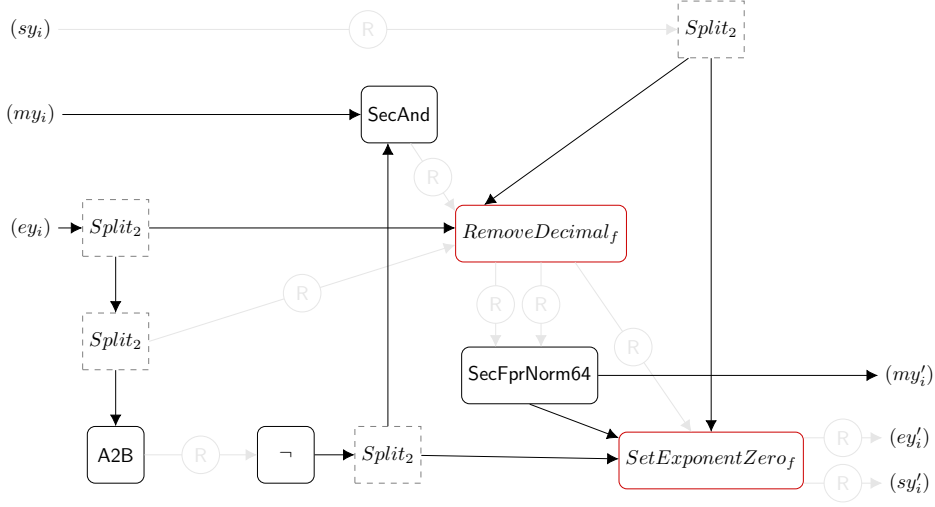 (sy_i)
R
Split_2
(my_i)
SecAnd
R
(ey_i)
Split_2
RemoveDecimal_f
R
R
R
Split_2
R
SecFprNorm64
(my'_i)
A2B
R
¬
Split_2
SetExponentZero_f
R
(ey'_i)
R
(sy'_i)